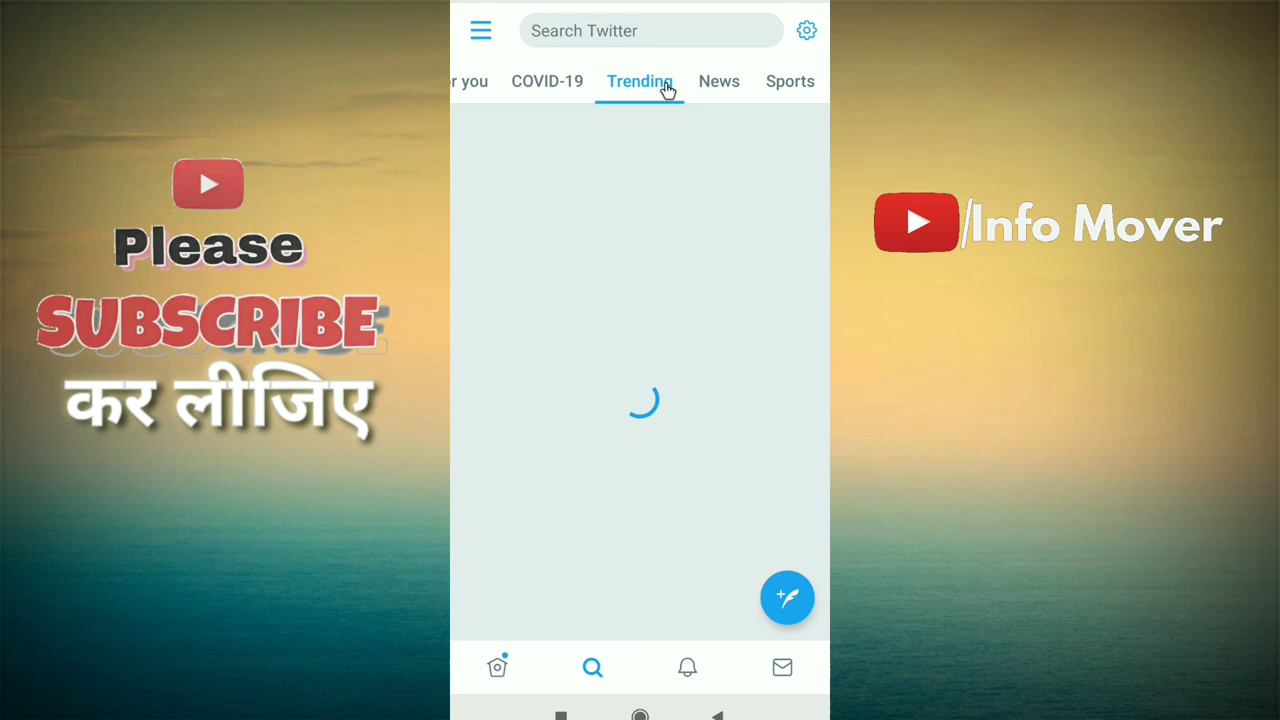 Search Twitter
r you COVID-19 Trending News Sports
Please
SUBSCRIBE
कर लीजिए
/Info Mover